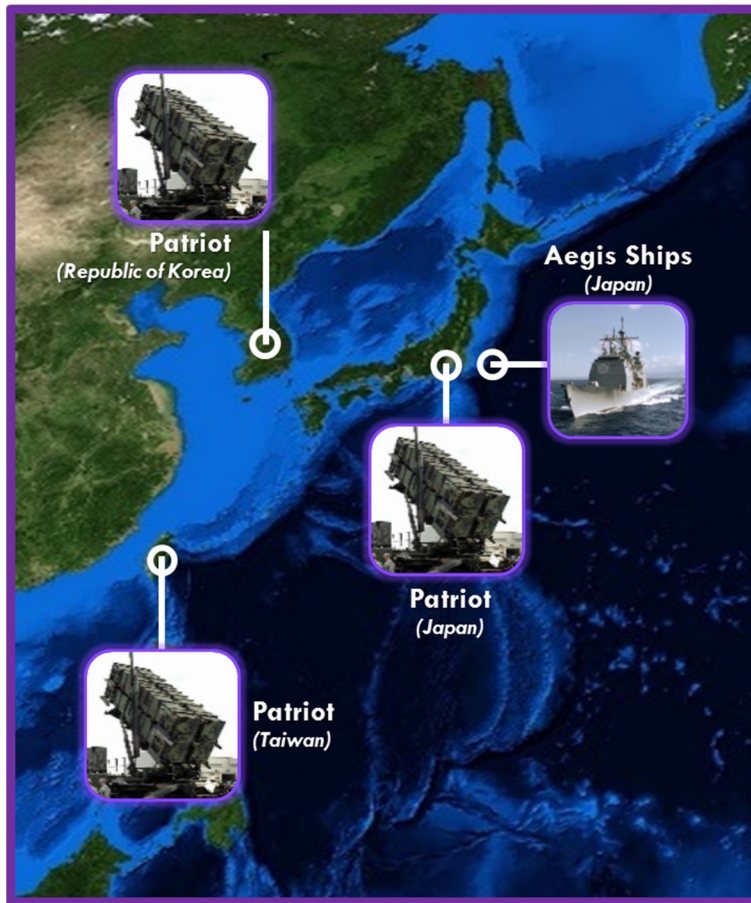 Patriot
(Republic of Korea)
Aegis Ships
(Japan)
Patriot
(Japan)
Patriot
(Taiwan)